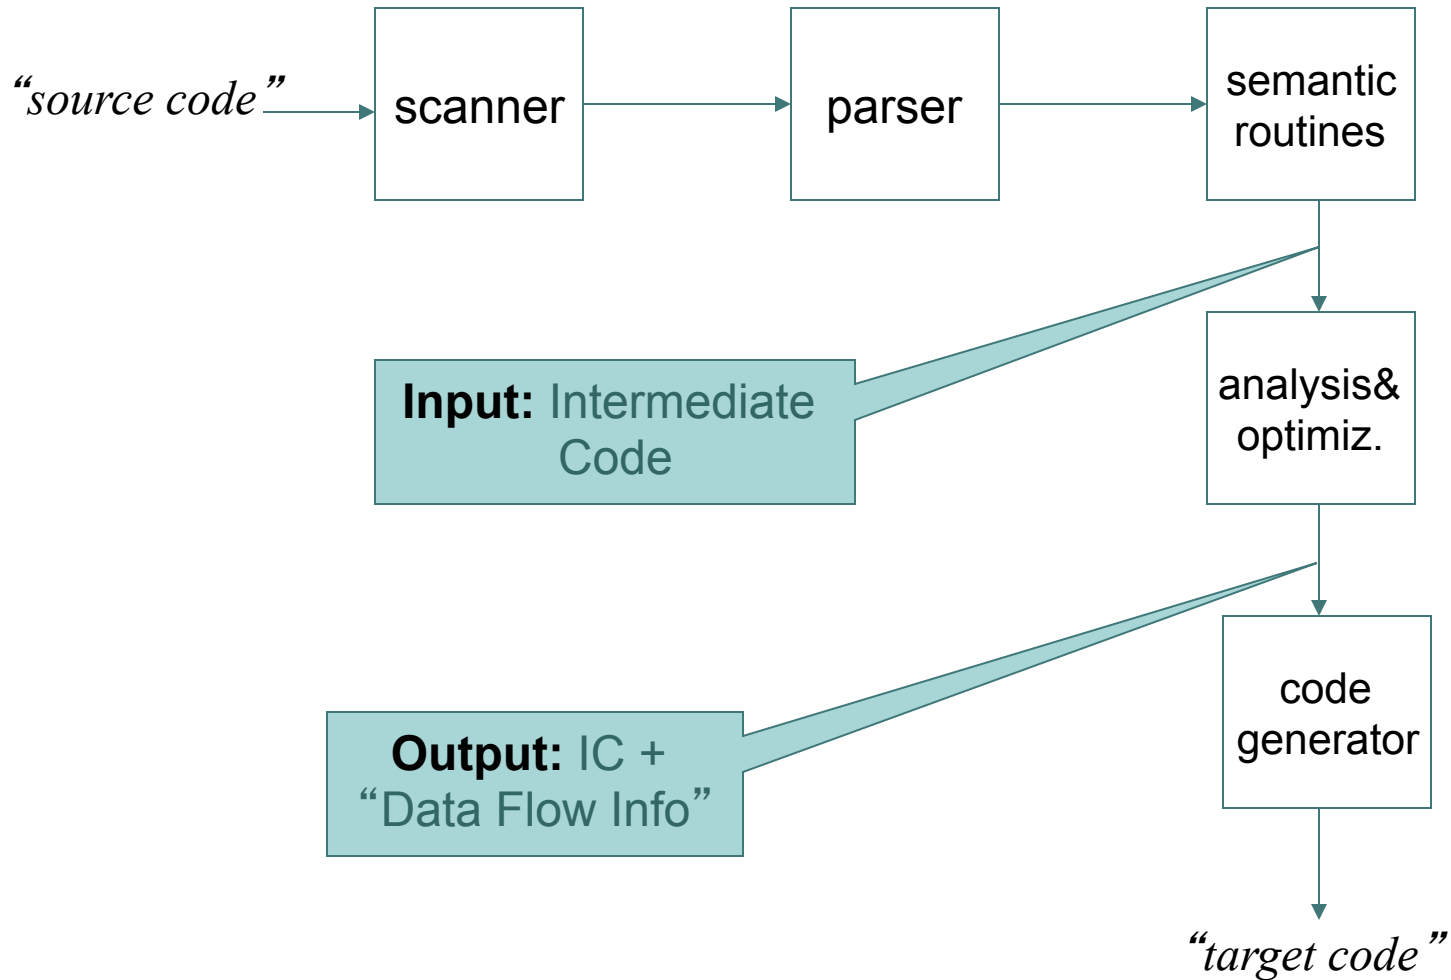 “source code”
scanner
parser
semantic
routines
Input: Intermediate
Code
analysis&
optimiz.
Output: IC +
“Data Flow Info”
code
generator
“target code”